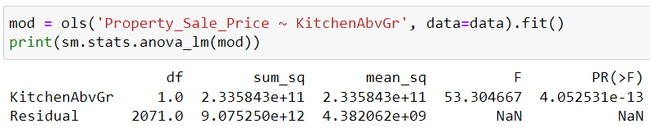 mod = ols('Property_Sale_Price ~ KitchenAbvGr', data=data).fit()
print(sm.stats.anova_lm(mod))
df sum_sq mean_sq F PR(>F)
KitchenAbvGr 1.0 2.335843e+11 2.335843e+11 53.304667 4.052531e-13
Residual 2071.0 9.075250e+12 4.382062e+09 NaN NaN